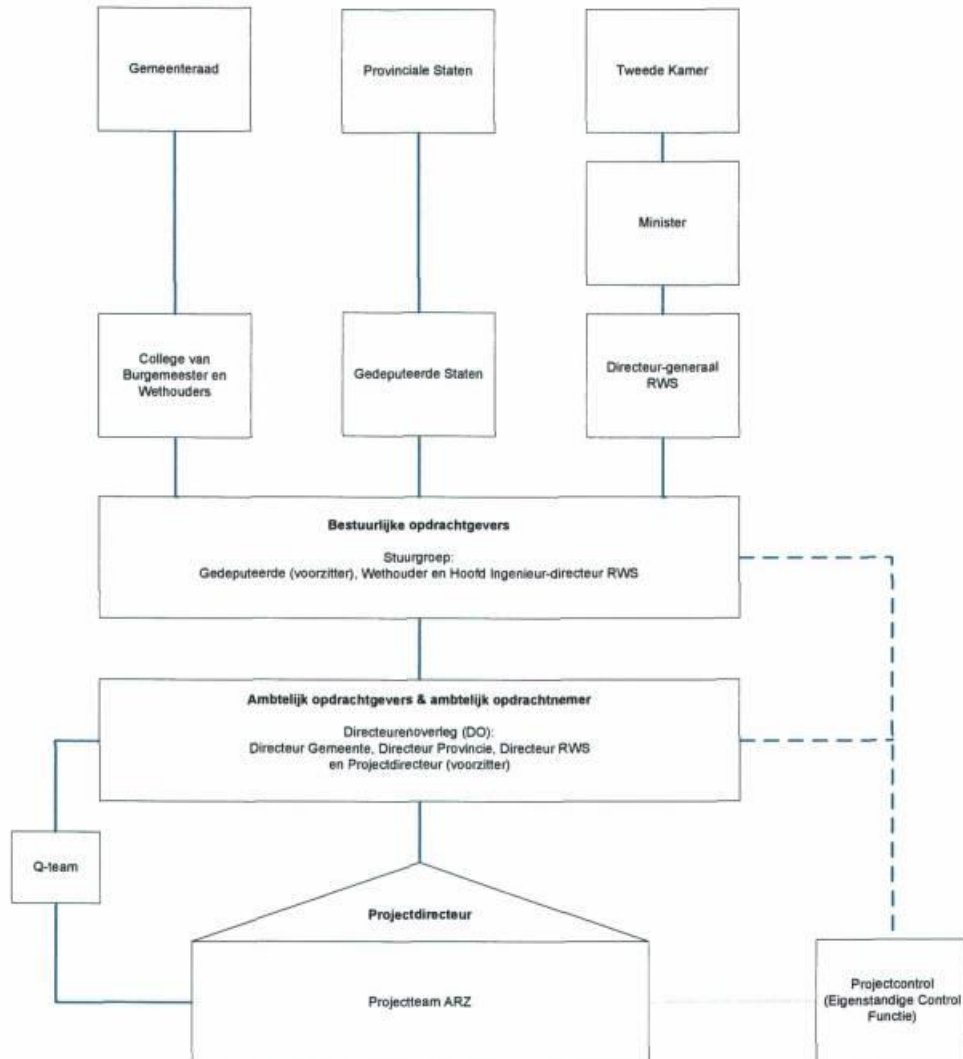 Gemeenteraad
Provinciale Staten
Tweede Kamer
Minister
College van
Burgemeester en
Wethouders
Gedeputeerde Staten
Directeur-generaal
RWS
Bestuurlijke opdrachtgevers
Stuurgroep:
Gedeputeerde (voorzitter), Wethouder en Hoofd Ingenieur-directeur RWS
Ambtelijk opdrachtgevers & ambtelijk opdrachtnemer
Directeurenoverleg (DO):
Directeur Gemeente, Directeur Provincie, Directeur RWS
en Projectdirecteur (voorzitter)
Q-team
Projectdirecteur
Projectteam ARZ
Projectcontrol
(Eigenstandige Control
Functie)